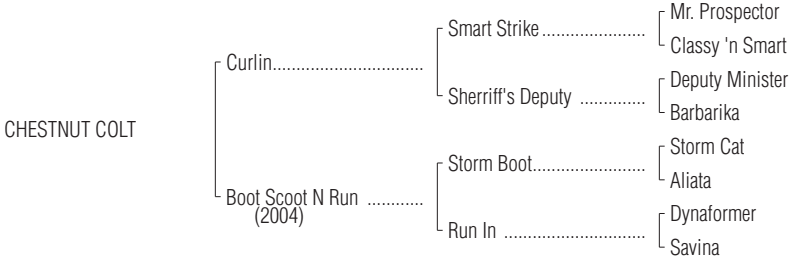 Mr. Prospector
Smart Strike......................
Classy 'n Smart
Curlin................................
Deputy Minister
Sherriff's Deputy ..............
Barbarika
CHESTNUT COLT
Storm Cat
Storm Boot........................
Aliata
Boot Scoot N Run ............
(2004)
Dynaformer
Run In ..............................
Savina